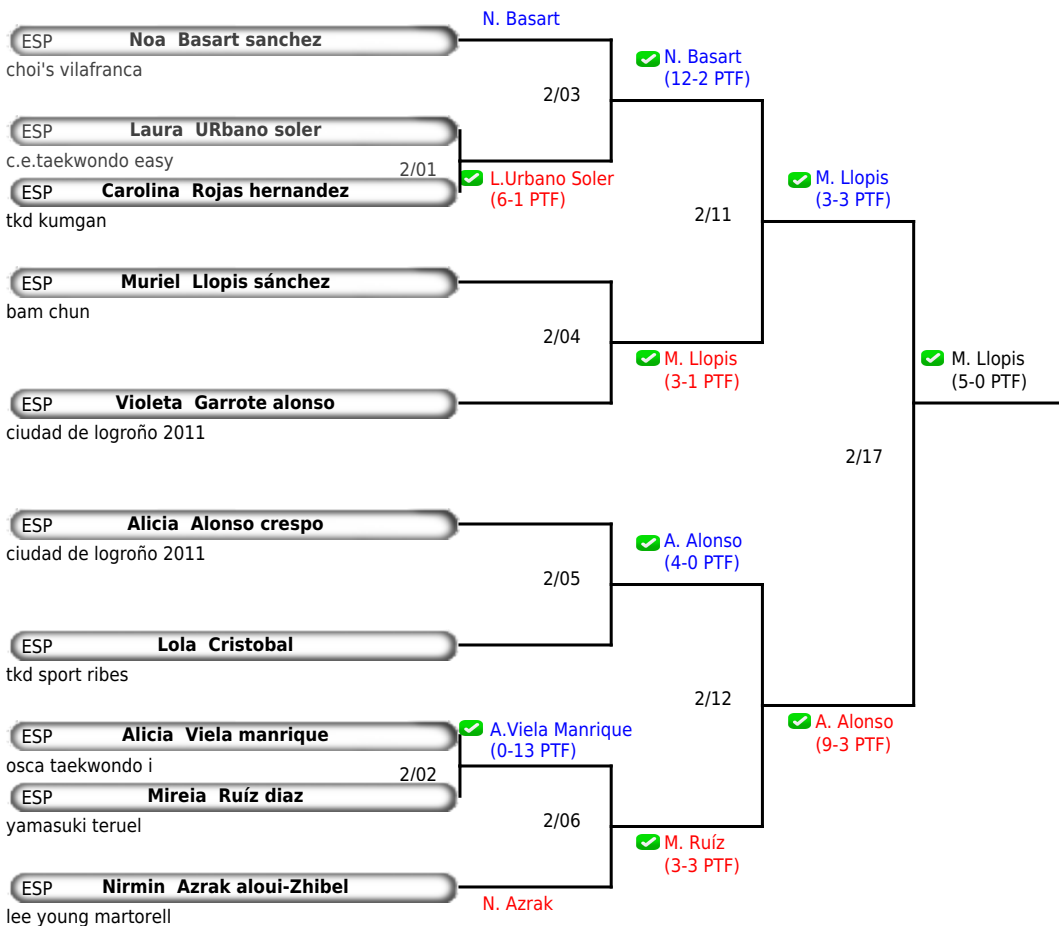 N. Basart
ESP Noa Basart sanchez
choi's vilafranca
N. Basart
(12-2 PTF)
2/03
ESP Laura URbano soler
c.e.taekwondo easy
2/01
L.Urbano Soler
(6-1 PTF)
ESP Carolina Rojas hernandez
tkd kumgan
M. Llopis
(3-3 PTF)
2/11
ESP Muriel Llopis sánchez
bam chun
2/04
M. Llopis
(3-1 PTF)
M. Llopis
(5-0 PTF)
ESP Violeta Garrote alonso
ciudad de logroño 2011
2/17
ESP Alicia Alonso crespo
ciudad de logroño 2011
A. Alonso
(4-0 PTF)
2/05
ESP Lola Cristobal
tkd sport ribes
2/12
A. Alonso
(9-3 PTF)
ESP Alicia Viela manrique
osca taekwondo i
A.Viela Manrique
(0-13 PTF)
2/02
ESP Mireia Ruíz diaz
yamasuki teruel
2/06
M. Ruíz
(3-3 PTF)
ESP Nirmin Azrak aloui-Zhibel
lee young martorell
N. Azrak